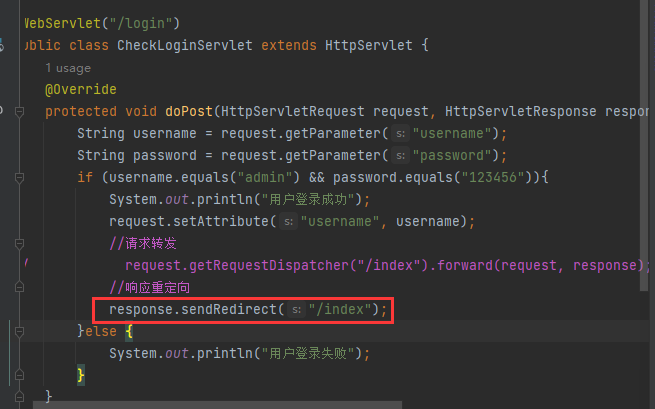 WebServlet("/login")
ublic class CheckLoginServlet extends HttpServlet {
1 usage
@Override
protected void doPost(HttpServletRequest request, HttpServletResponse respon
String username = request.getParameter( s: "username");
String password = request.getParameter( s: "password");
if (username.equals("admin") && password.equals("123456")){
System.out.println("用户登录成功");
request.setAttribute( s: "username", username);
//请求转发
/ request.getRequestDispatcher("/index").forward(request, response);
//响应重定向
response.sendRedirect( s: "/index");
}else {
System.out.println("用户登录失败");
}
}